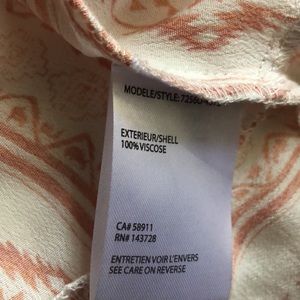 MODELE/STYLE:
EXTERIEUR/SHELL
100% VISCOSE
CA# 58911
RN# 143728
ENTRETIEN VOIR L'ENVERS
SEE CARE ON REVERSE